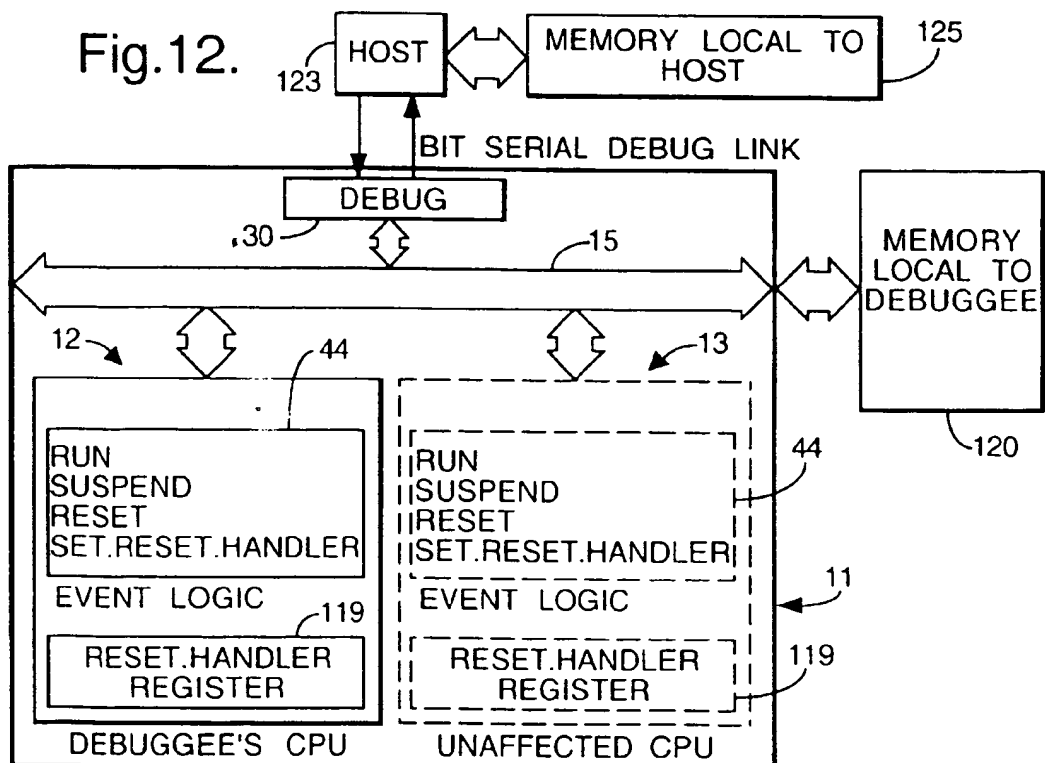 Fig.12.
HOST
123
MEMORY LOCAL TO
HOST
125
BIT SERIAL DEBUG LINK
DEBUG
30
15
MEMORY
LOCAL TO
DEBUGGEE
120
12
44
13
RUN
SUSPEND
RESET
SET.RESET.HANDLER
EVENT LOGIC
119
RESET.HANDLER
REGISTER
DEBUGGEE'S CPU
RUN
SUSPEND
RESET
SET.RESET.HANDLER
44
EVENT LOGIC
11
RESET.HANDLER
REGISTER
119
UNAFFECTED CPU